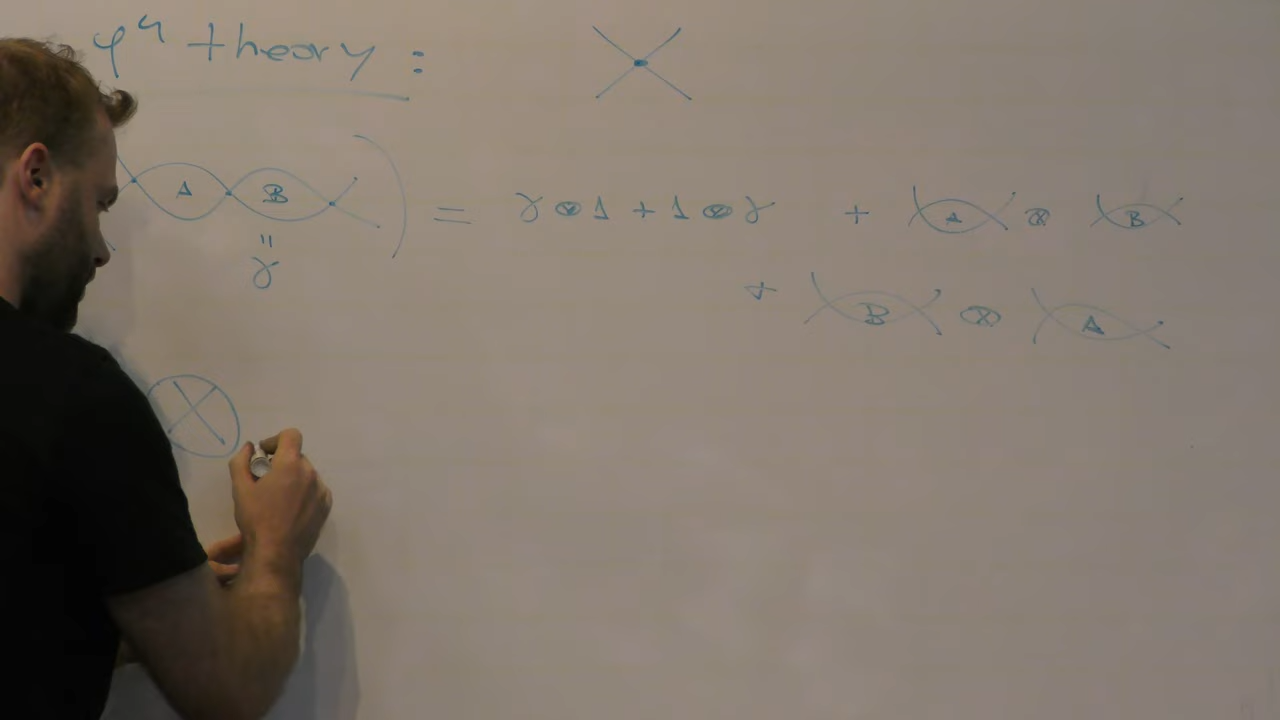 φ⁴ theory :
A B ) = γ ⊗ 1 + 1 ⊗ γ + A ⊗ B
"
γ
+ B ⊗ A